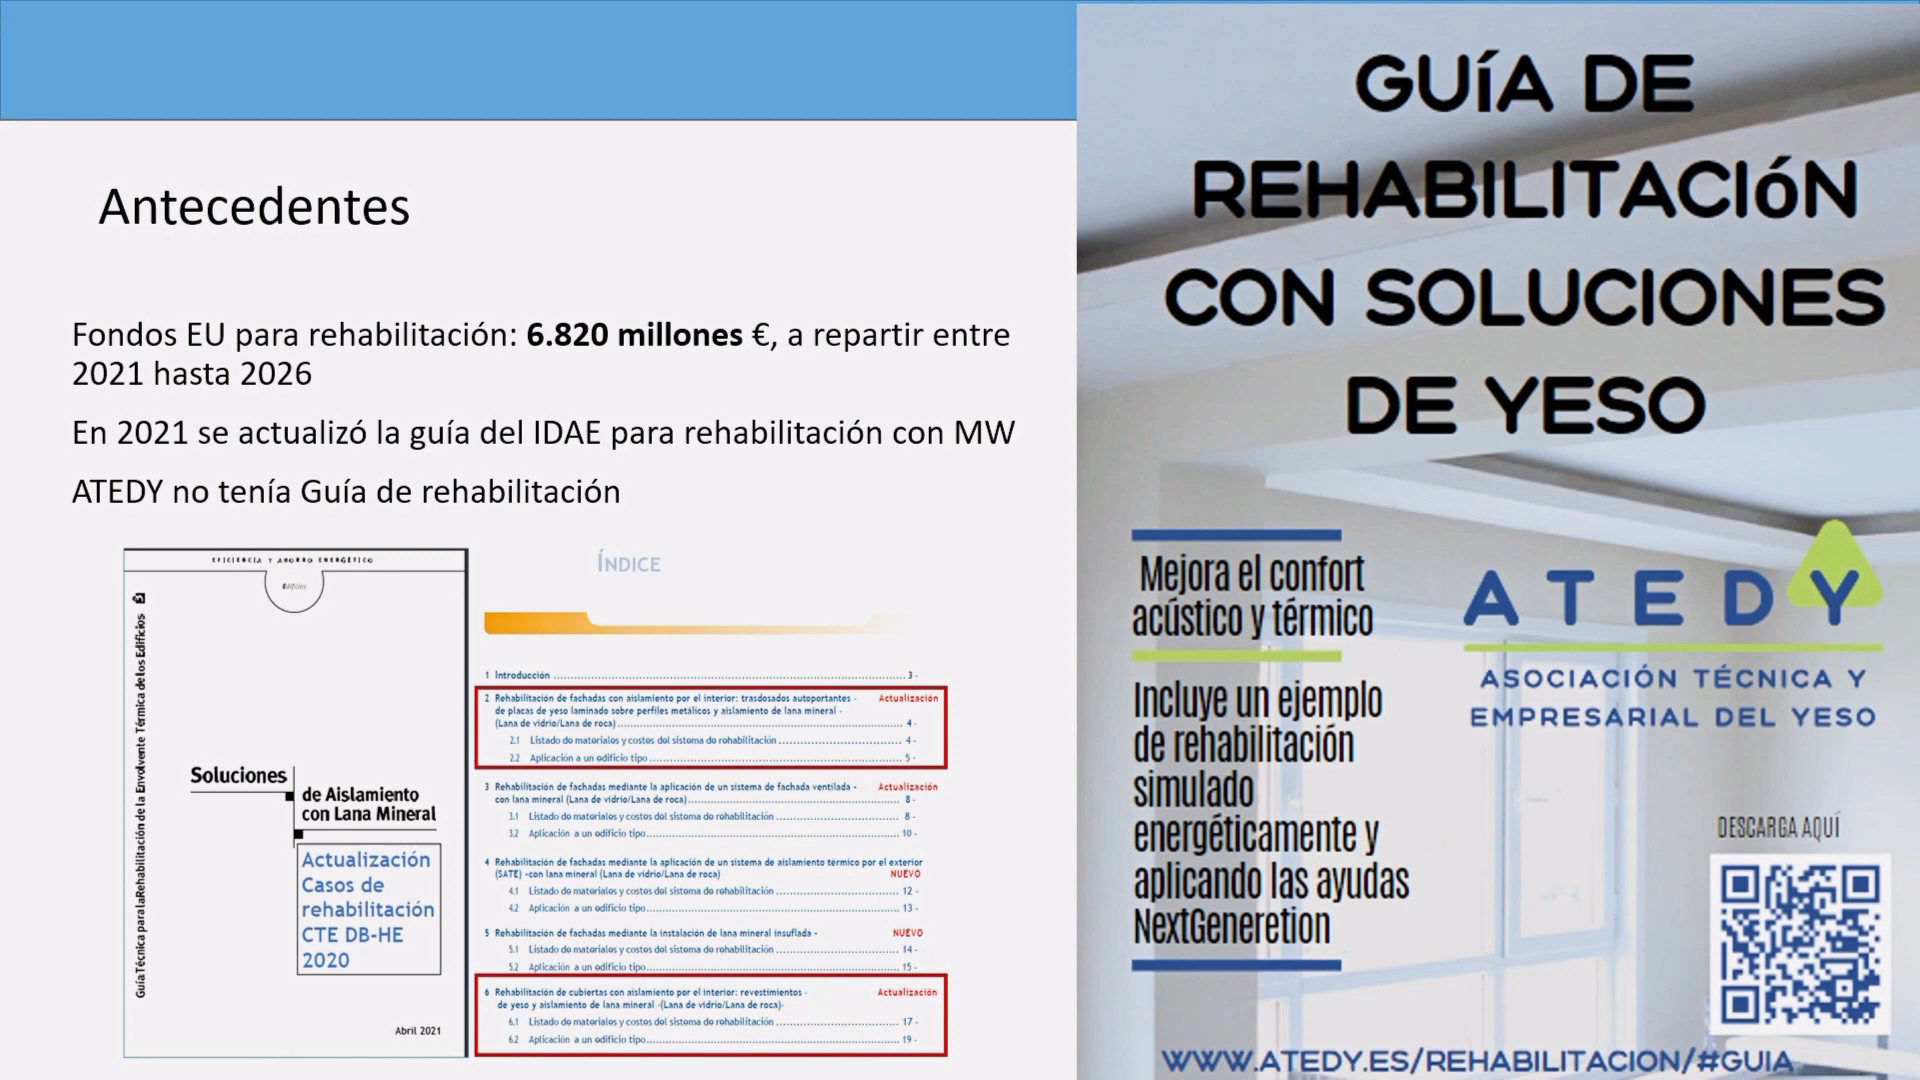 Antecedentes
Fondos EU para rehabilitación: 6.820 millones €, a repartir entre
2021 hasta 2026
En 2021 se actualizó la guía del IDAE para rehabilitación con MW
ATEDY no tenía Guía de rehabilitación
EFICIENCIA Y AHORRO ENERGÉTICO
Edificios
Guía Técnica para la Rehabilitación de la Envolvente Térmica de los Edificios
Soluciones
de Aislamiento
con Lana Mineral
Actualización
Casos de
rehabilitación
CTE DB-HE
2020
Abril 2021
ÍNDICE
1 Introducción ........ 3 -
2 Rehabilitación de fachadas con aislamiento por el interior: trasdosados autoportantes - Actualización
de placas de yeso laminado sobre perfiles metálicos y aislamiento de lana mineral -
(Lana de vidrio/Lana de roca) ........ 4 -
2.1 Listado de materiales y costos del sistema de rehabilitación ........ 4 -
2.2 Aplicación a un edificio tipo ........ 5 -
3 Rehabilitación de fachadas mediante la aplicación de un sistema de fachada ventilada - Actualización
con lana mineral (Lana de vidrio/Lana de roca) ........ 8 -
3.1 Listado de materiales y costos del sistema de rehabilitación ........ 8 -
3.2 Aplicación a un edificio tipo ........ 10 -
4 Rehabilitación de fachadas mediante la aplicación de un sistema de aislamiento térmico por el exterior
(SATE) -con lana mineral (Lana de vidrio/Lana de roca) NUEVO
4.1 Listado de materiales y costos del sistema de rehabilitación ........ 12 -
4.2 Aplicación a un edificio tipo ........ 13 -
5 Rehabilitación de fachadas mediante la instalación de lana mineral insuflada - NUEVO
5.1 Listado de materiales y costos del sistema de rehabilitación ........ 14 -
5.2 Aplicación a un edificio tipo ........ 15 -
6 Rehabilitación de cubiertas con aislamiento por el interior: revestimientos - Actualización
de yeso y aislamiento de lana mineral -(Lana de vidrio/Lana de roca)-
6.1 Listado de materiales y costos del sistema de rehabilitación ........ 17 -
6.2 Aplicación a un edificio tipo ........ 19 -
GUíA DE
REHABILITACIóN
CON SOLUCIONES
DE YESO
Mejora el confort
acústico y térmico
Incluye un ejemplo
de rehabilitación
simulado
energéticamente y
aplicando las ayudas
NextGeneretion
ATEDY
ASOCIACIÓN TÉCNICA Y
EMPRESARIAL DEL YESO
DESCARGA AQUÍ
WWW.ATEDY.ES/REHABILITACION/#GUIA